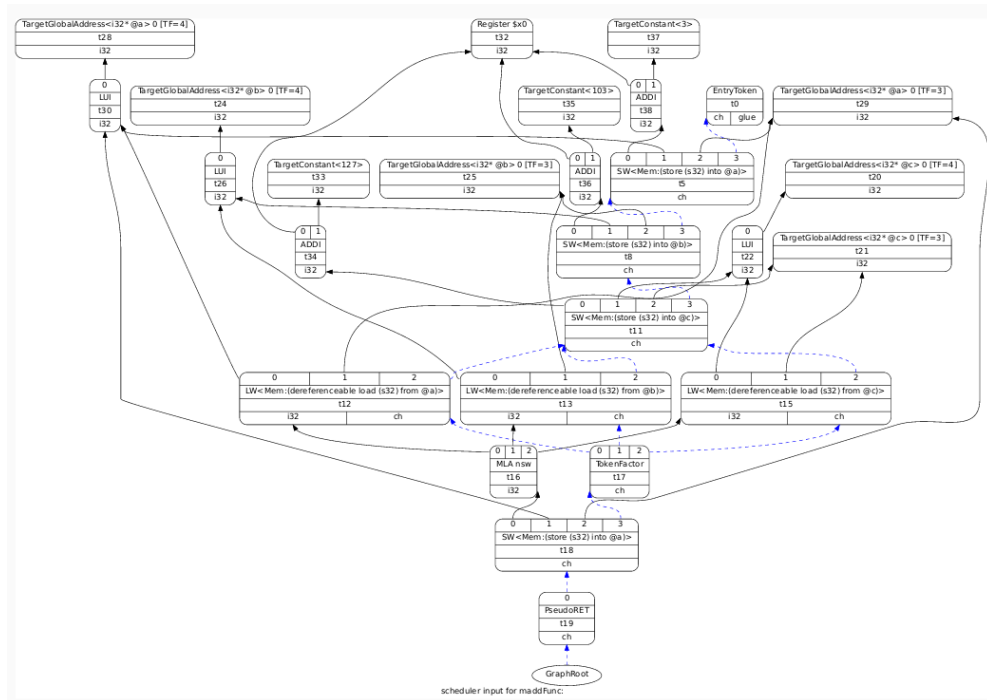 TargetGlobalAddress<i32* @a> 0 [TF=4]
t28
i32
Register $x0
t32
i32
TargetConstant<3>
t37
i32
0
LUI
t30
i32
TargetGlobalAddress<i32* @b> 0 [TF=4]
t24
i32
TargetConstant<103>
t35
i32
0 1
ADDI
t38
i32
EntryToken
t0
ch glue
TargetGlobalAddress<i32* @a> 0 [TF=3]
t29
i32
0
LUI
t26
i32
TargetConstant<127>
t33
i32
TargetGlobalAddress<i32* @b> 0 [TF=3]
t25
i32
0 1
ADDI
t36
i32
0 1 2 3
SW<Mem:(store (s32) into @a)>
t5
ch
TargetGlobalAddress<i32* @c> 0 [TF=4]
t20
i32
0 1
ADDI
t34
i32
0 1 2 3
SW<Mem:(store (s32) into @b)>
t8
ch
0
LUI
t22
i32
TargetGlobalAddress<i32* @c> 0 [TF=3]
t21
i32
0 1 2 3
SW<Mem:(store (s32) into @c)>
t11
ch
0 1 2
LW<Mem:(dereferenceable load (s32) from @a)>
t12
i32 ch
0 1 2
LW<Mem:(dereferenceable load (s32) from @b)>
t13
i32 ch
0 1 2
LW<Mem:(dereferenceable load (s32) from @c)>
t15
i32 ch
0 1 2
MLA nsw
t16
i32
0 1 2
TokenFactor
t17
ch
0 1 2 3
SW<Mem:(store (s32) into @a)>
t18
ch
0
PseudoRET
t19
ch
GraphRoot
scheduler input for maddFunc: